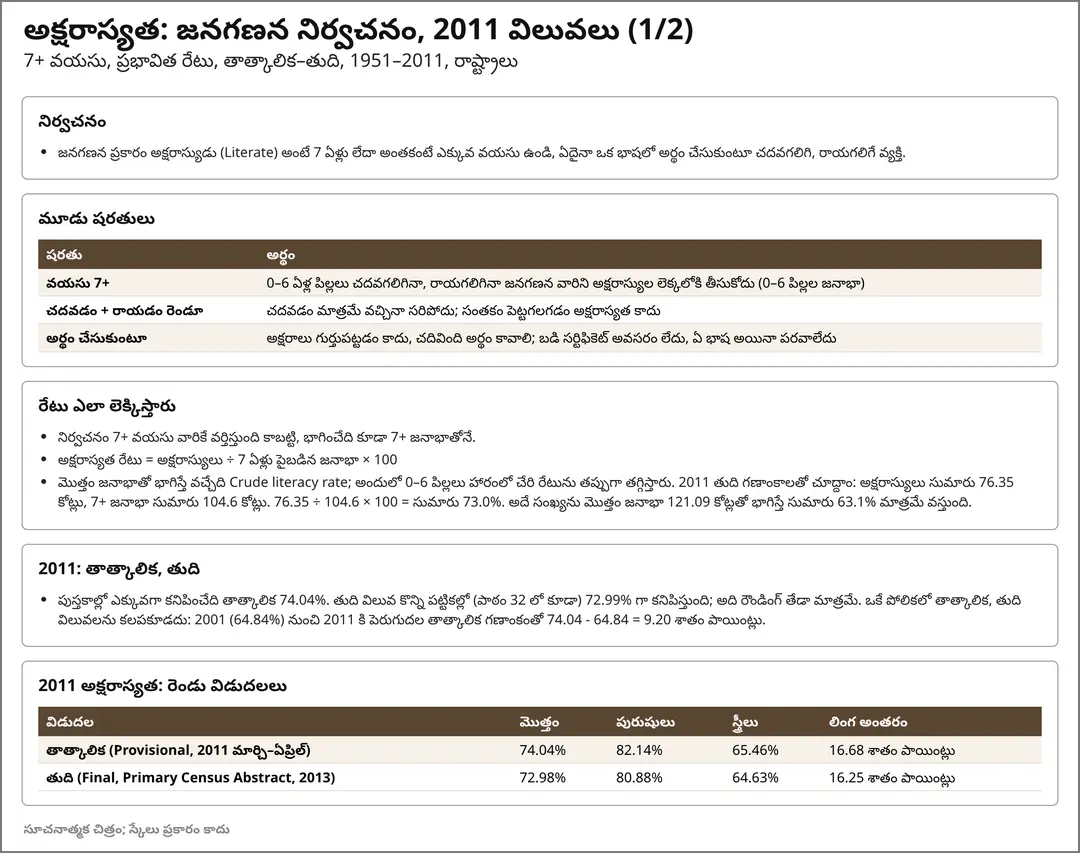 అక్షరాస్యత: జనగణన నిర్వచనం, 2011 విలువలు (1/2)
7+ వయసు, ప్రభావిత రేటు, తాత్కాలిక–తుది, 1951–2011, రాష్ట్రాలు
నిర్వచనం
• జనగణన ప్రకారం అక్షరాస్యుడు (Literate) అంటే 7 ఏళ్లు లేదా అంతకంటే ఎక్కువ వయసు ఉండి, ఏదైనా ఒక భాషలో అర్థం చేసుకుంటూ చదవగలిగి, రాయగలిగే వ్యక్తి.
మూడు షరతులు
షరతు అర్థం
వయసు 7+ 0–6 ఏళ్ల పిల్లలు చదవగలిగినా, రాయగలిగినా జనగణన వారిని అక్షరాస్యుల లెక్కలోకి తీసుకోదు (0–6 పిల్లల జనాభా)
చదవడం + రాయడం రెండూ చదవడం మాత్రమే వచ్చినా సరిపోదు; సంతకం పెట్టగలగడం అక్షరాస్యత కాదు
అర్థం చేసుకుంటూ అక్షరాలు గుర్తుపట్టడం కాదు, చదివింది అర్థం కావాలి; బడి సర్టిఫికెట్ అవసరం లేదు, ఏ భాష అయినా పరవాలేదు
రేటు ఎలా లెక్కిస్తారు
• నిర్వచనం 7+ వయసు వారికే వర్తిస్తుంది కాబట్టి, భాగించేది కూడా 7+ జనాభాతోనే.
• అక్షరాస్యత రేటు = అక్షరాస్యులు ÷ 7 ఏళ్లు పైబడిన జనాభా × 100
• మొత్తం జనాభాతో భాగిస్తే వచ్చేది Crude literacy rate; అందులో 0–6 పిల్లలు హారంలో చేరి రేటును తప్పుగా తగ్గిస్తారు. 2011 తుది గణాంకాలతో చూద్దాం: అక్షరాస్యులు సుమారు 76.35
కోట్లు, 7+ జనాభా సుమారు 104.6 కోట్లు. 76.35 ÷ 104.6 × 100 = సుమారు 73.0%. అదే సంఖ్యను మొత్తం జనాభా 121.09 కోట్లతో భాగిస్తే సుమారు 63.1% మాత్రమే వస్తుంది.
2011: తాత్కాలిక, తుది
• పుస్తకాల్లో ఎక్కువగా కనిపించేది తాత్కాలిక 74.04%. తుది విలువ కొన్ని పట్టికల్లో (పాఠం 32 లో కూడా) 72.99% గా కనిపిస్తుంది; అది రౌండింగ్ తేడా మాత్రమే. ఒకే పోలికలో తాత్కాలిక, తుది
విలువలను కలపకూడదు: 2001 (64.84%) నుంచి 2011 కి పెరుగుదల తాత్కాలిక గణాంకంతో 74.04 - 64.84 = 9.20 శాతం పాయింట్లు.
2011 అక్షరాస్యత: రెండు విడుదలలు
విడుదల మొత్తం పురుషులు స్త్రీలు లింగ అంతరం
తాత్కాలిక (Provisional, 2011 మార్చి–ఏప్రిల్) 74.04% 82.14% 65.46% 16.68 శాతం పాయింట్లు
తుది (Final, Primary Census Abstract, 2013) 72.98% 80.88% 64.63% 16.25 శాతం పాయింట్లు
సూచనాత్మక చిత్రం; స్కేలు ప్రకారం కాదు